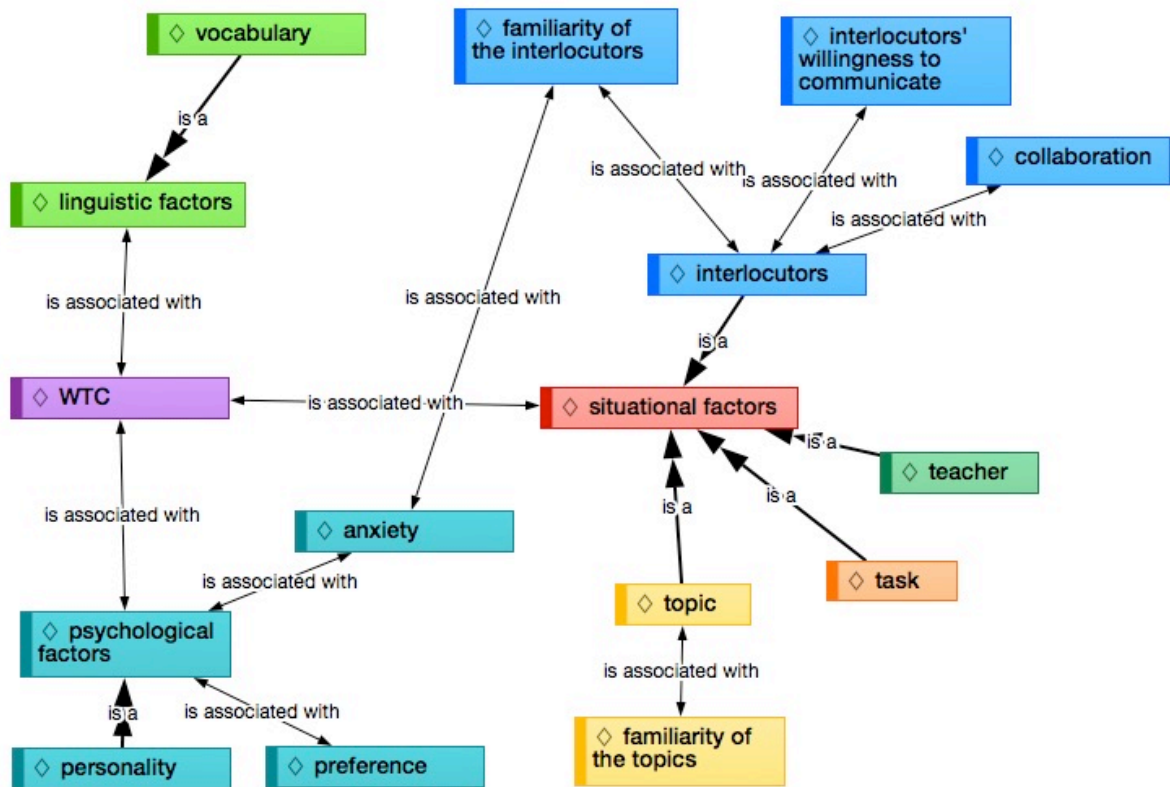 vocabulary
familiarity of
the interlocutors
interlocutors'
willingness to
communicate
is a
is associated with
is associated with
collaboration
linguistic factors
is associated with
interlocutors
is associated with
is associated with
is a
WTC
is associated with
situational factors
is a
teacher
is associated with
anxiety
is a
is a
is associated with
task
psychological
factors
topic
is associated with
is a
is associated with
personality
preference
familiarity of
the topics